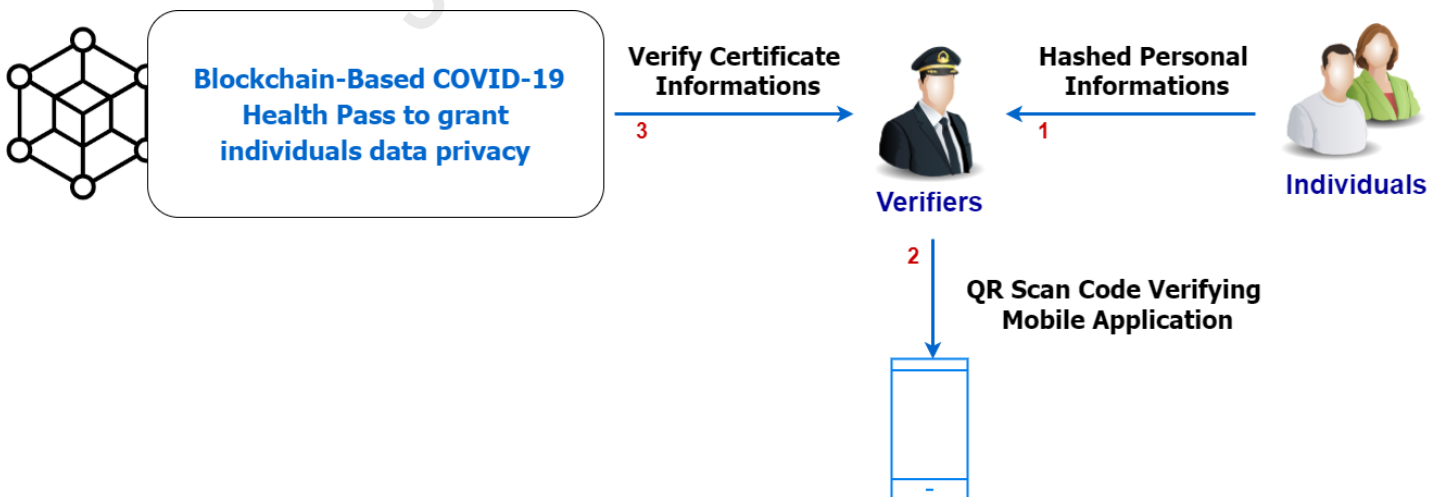 Blockchain-Based COVID-19
Health Pass to grant
individuals data privacy
Verify Certificate
Informations
3
Verifiers
Hashed Personal
Informations
1
Individuals
2
QR Scan Code Verifying
Mobile Application